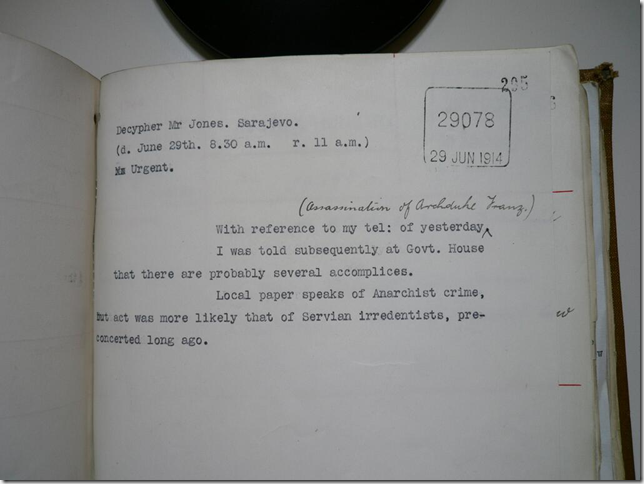 295
29078
29 JUN 1914
Decypher Mr Jones. Sarajevo.
(d. June 29th. 8.30 a.m.   r. 11 a.m.)
Urgent.
(Assassination of Archduke Franz.)
With reference to my tel: of yesterday
I was told subsequently at Govt. House
that there are probably several accomplices.
Local paper speaks of Anarchist crime,
but act was more likely that of Servian irredentists, pre-
concerted long ago.